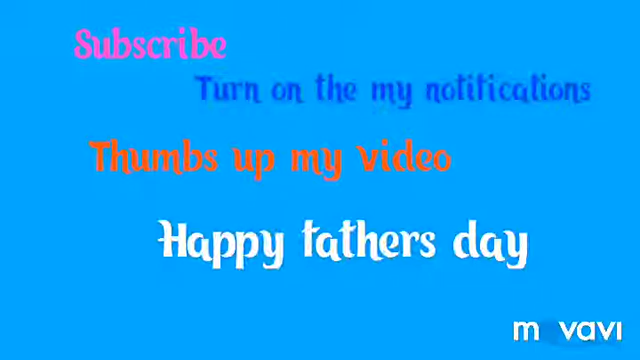 Subscribe
Turn on the my notifications
Thumbs up my video
Happy fathers day
movavi